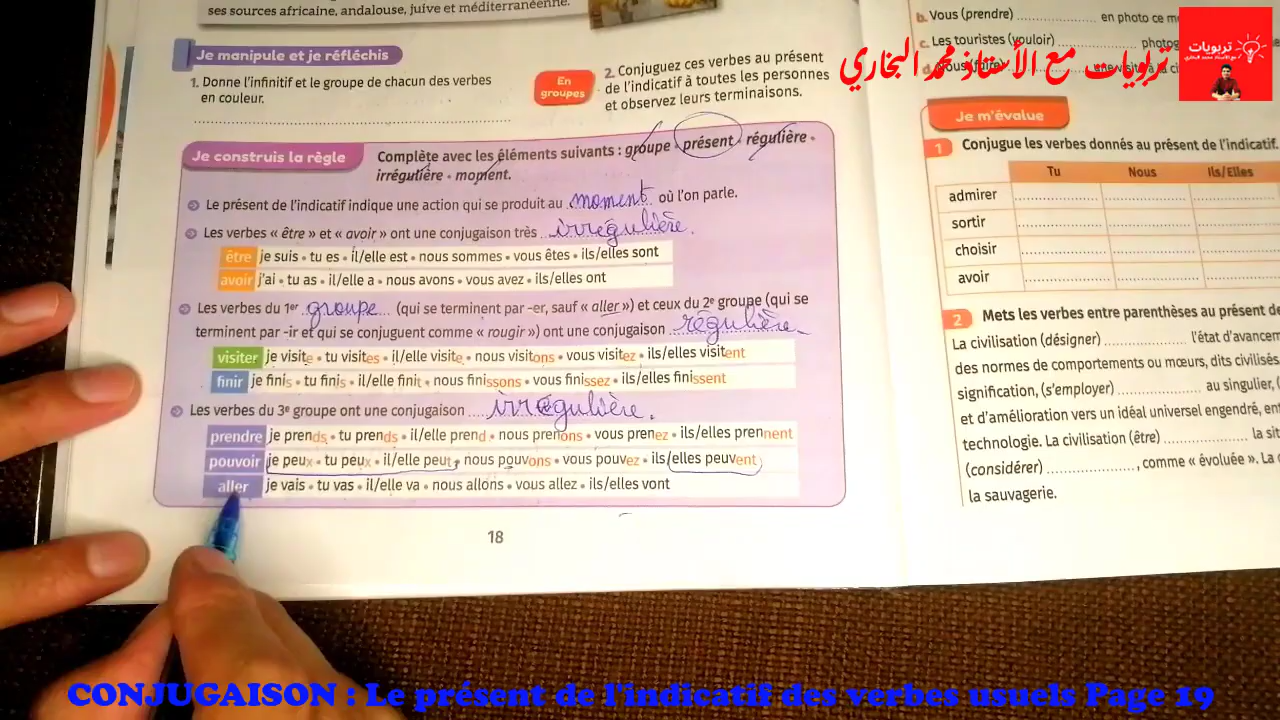 ses sources africaine, andalouse, juive et méditerranéenne.
Je manipule et je réfléchis
1. Donne l'infinitif et le groupe de chacun des verbes
en couleur.
En
groupes
2. Conjuguez ces verbes au présent
de l'indicatif à toutes les personnes
et observez leurs terminaisons.
Je construis la règle
Complète avec les éléments suivants : groupe • présent • régulière •
irrégulière • moment.
Le présent de l'indicatif indique une action qui se produit au moment où l'on parle.
Les verbes « être » et « avoir » ont une conjugaison très irrégulière.
être je suis • tu es • il/elle est • nous sommes • vous êtes • ils/elles sont
avoir j'ai • tu as • il/elle a • nous avons • vous avez • ils/elles ont
Les verbes du 1er groupe (qui se terminent par -er, sauf « aller ») et ceux du 2e groupe (qui se
terminent par -ir et qui se conjuguent comme « rougir ») ont une conjugaison régulière
visiter je visite • tu visites • il/elle visite • nous visitons • vous visitez • ils/elles visitent
finir je finis • tu finis • il/elle finit • nous finissons • vous finissez • ils/elles finissent
Les verbes du 3e groupe ont une conjugaison irrégulière.
prendre je prends • tu prends • il/elle prend • nous prenons • vous prenez • ils/elles prennent
pouvoir je peux • tu peux • il/elle peut • nous pouvons • vous pouvez • ils/elles peuvent
aller je vais • tu vas • il/elle va • nous allons • vous allez • ils/elles vont
18
b. Vous (prendre) .................... en photo ce
c. Les touristes (vouloir) ....................
تربويات مع الأستاذ محمد البخاري
تربويات
Je m'évalue
1 Conjugue les verbes donnés au présent de l'indicatif.
Tu Nous Ils/Elles
admirer
sortir
choisir
avoir
2 Mets les verbes entre parenthèses au présent de
La civilisation (désigner) .................... l'état d'avancem
des normes de comportements ou mœurs, dits civilisés,
signification, (s'employer) .................... au singulier,
et d'amélioration vers un idéal universel engendré,
technologie. La civilisation (être) .................... la
(considérer) ...................., comme « évoluée ». La
la sauvagerie.
CONJUGAISON : Le présent de l'indicatif des verbes usuels Page 19